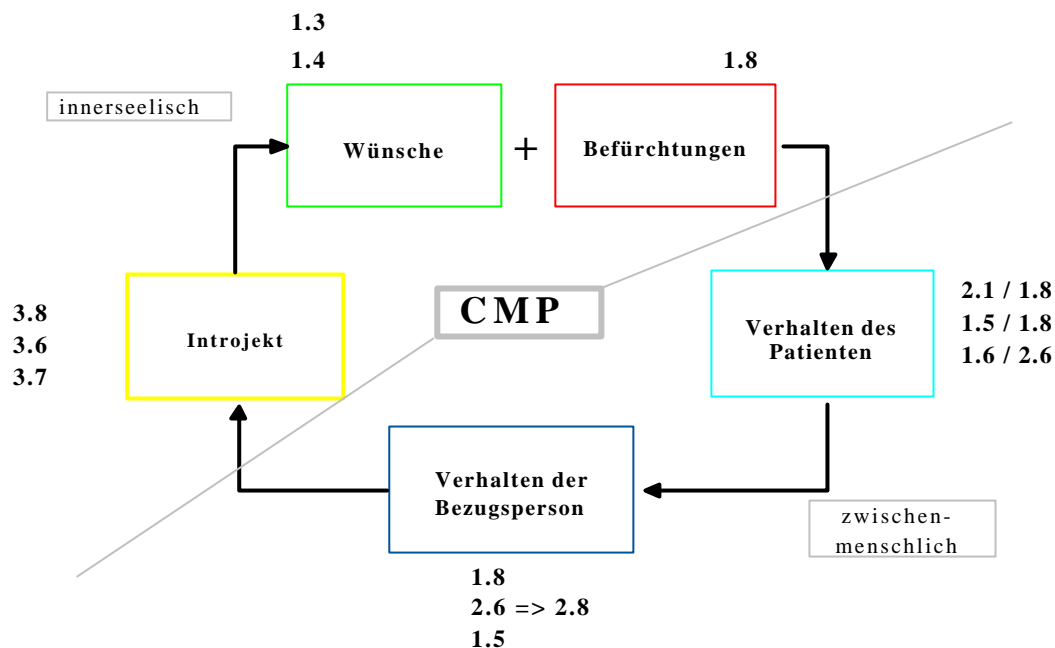 1.3
1.4
1.8
innerseelisch
Wünsche
+
Befürchtungen
3.8
3.6
3.7
Introjekt
CMP
Verhalten des
Patienten
2.1 / 1.8
1.5 / 1.8
1.6 / 2.6
Verhalten der
Bezugsperson
zwischen-
menschlich
1.8
2.6 => 2.8
1.5